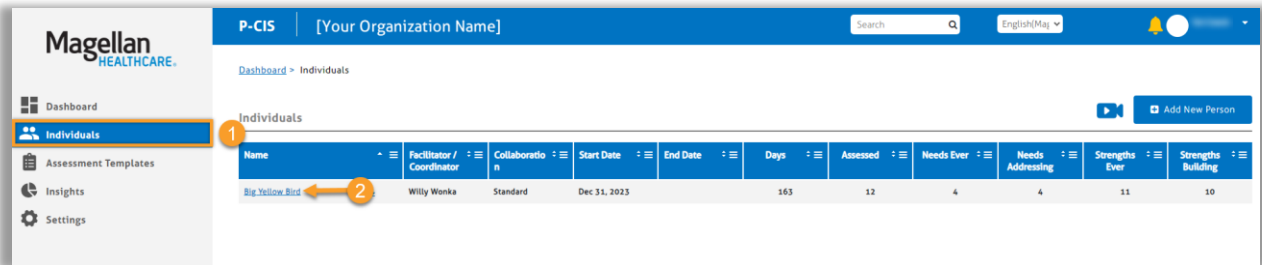 Magellan
HEALTHCARE.
Dashboard
Individuals
Assessment Templates
Insights
Settings
P-CIS | [Your Organization Name]
Search
English(Maj
Dashboard > Individuals
Individuals
Add New Person
1
Name
Facilitator /
Coordinator
Collaboratio
n
Start Date
End Date
Days
Assessed
Needs Ever
Needs
Addressing
Strengths
Ever
Strengths
Building
Big Yellow Bird
2
Willy Wonka
Standard
Dec 31, 2023
163
12
4
4
11
10